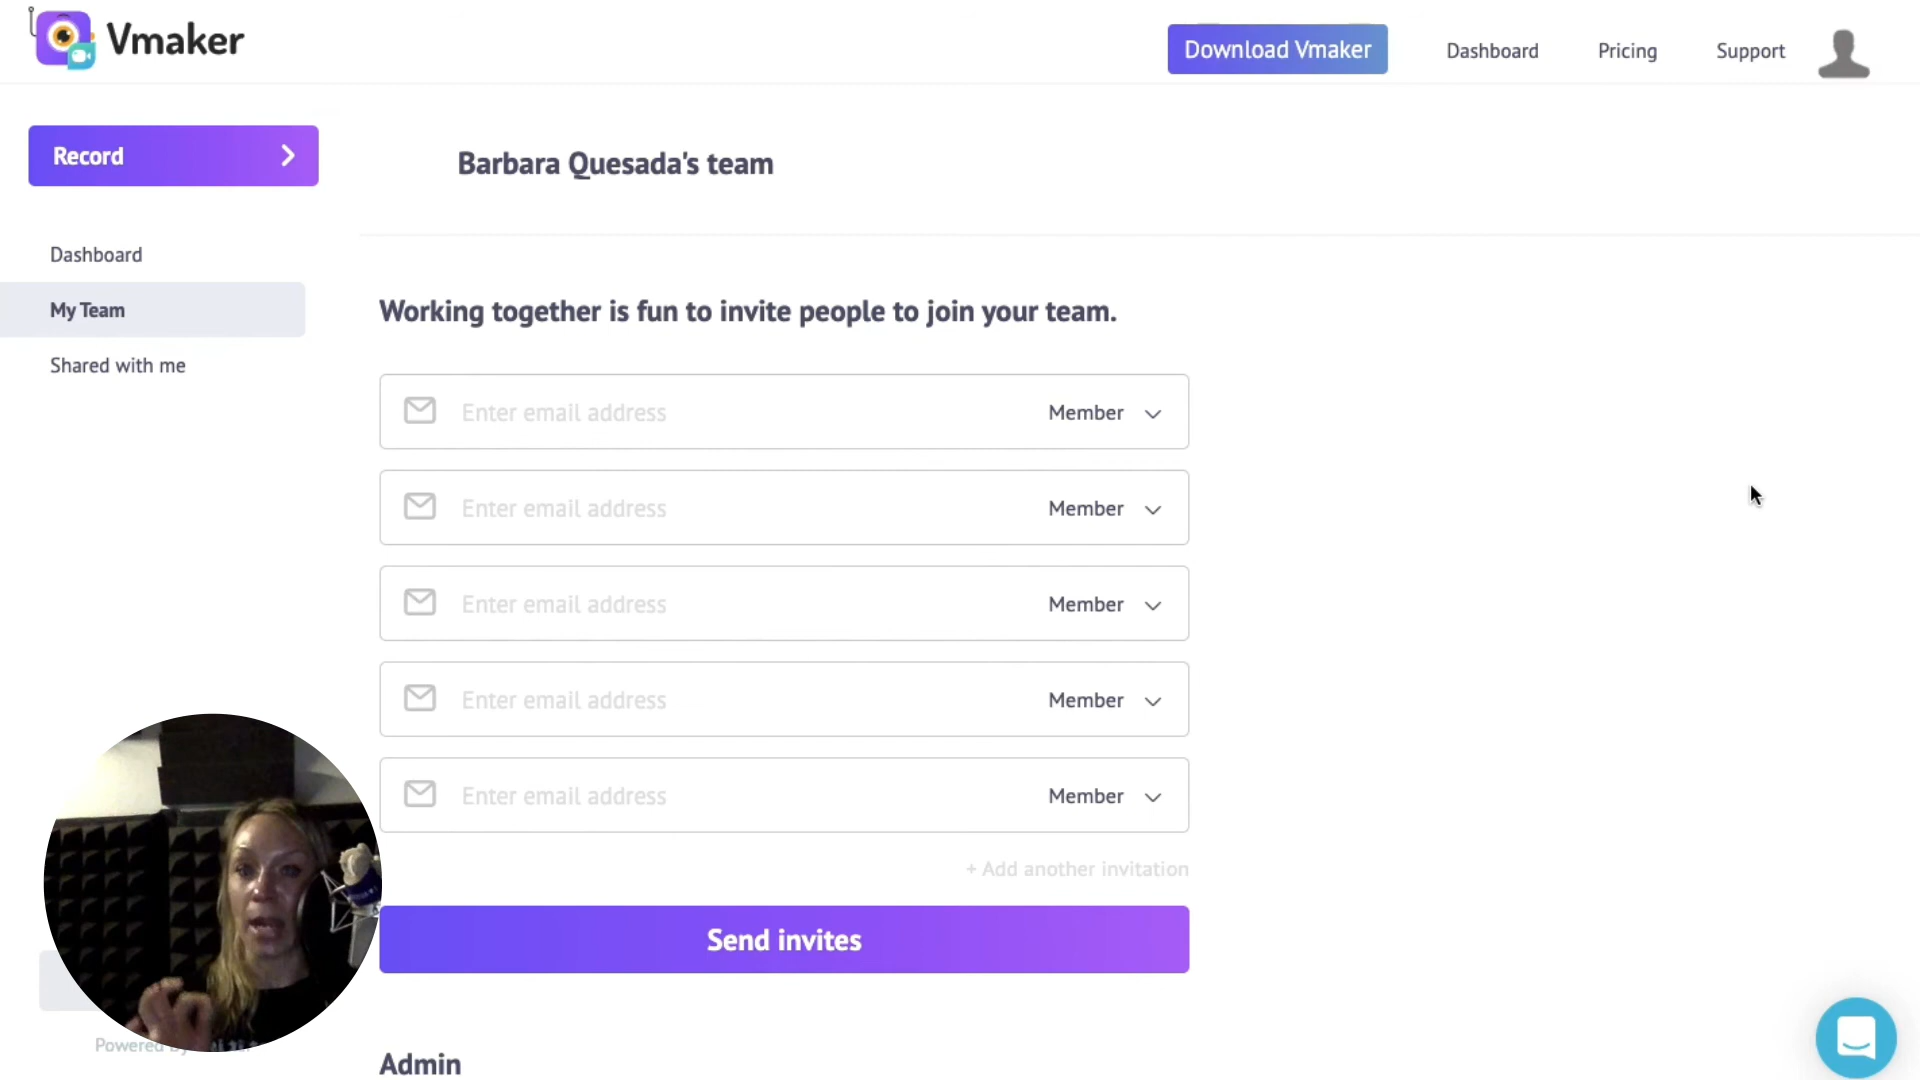 Vmaker
Download Vmaker
Dashboard
Pricing
Support
Record
Barbara Quesada's team
Dashboard
My Team
Shared with me
Working together is fun to invite people to join your team.
Enter email address
Member
Enter email address
Member
Enter email address
Member
Enter email address
Member
Enter email address
Member
+ Add another invitation
Send invites
Powered
Admin